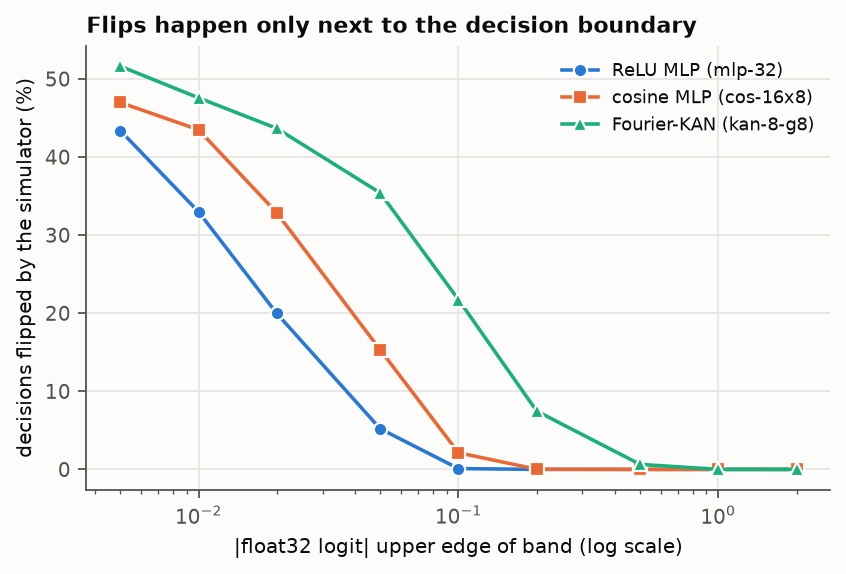 Flips happen only next to the decision boundary
ReLU MLP (mlp-32)
cosine MLP (cos-16x8)
Fourier-KAN (kan-8-g8)
decisions flipped by the simulator (%)
50
40
30
20
10
0
10⁻²
10⁻¹
10⁰
|float32 logit| upper edge of band (log scale)